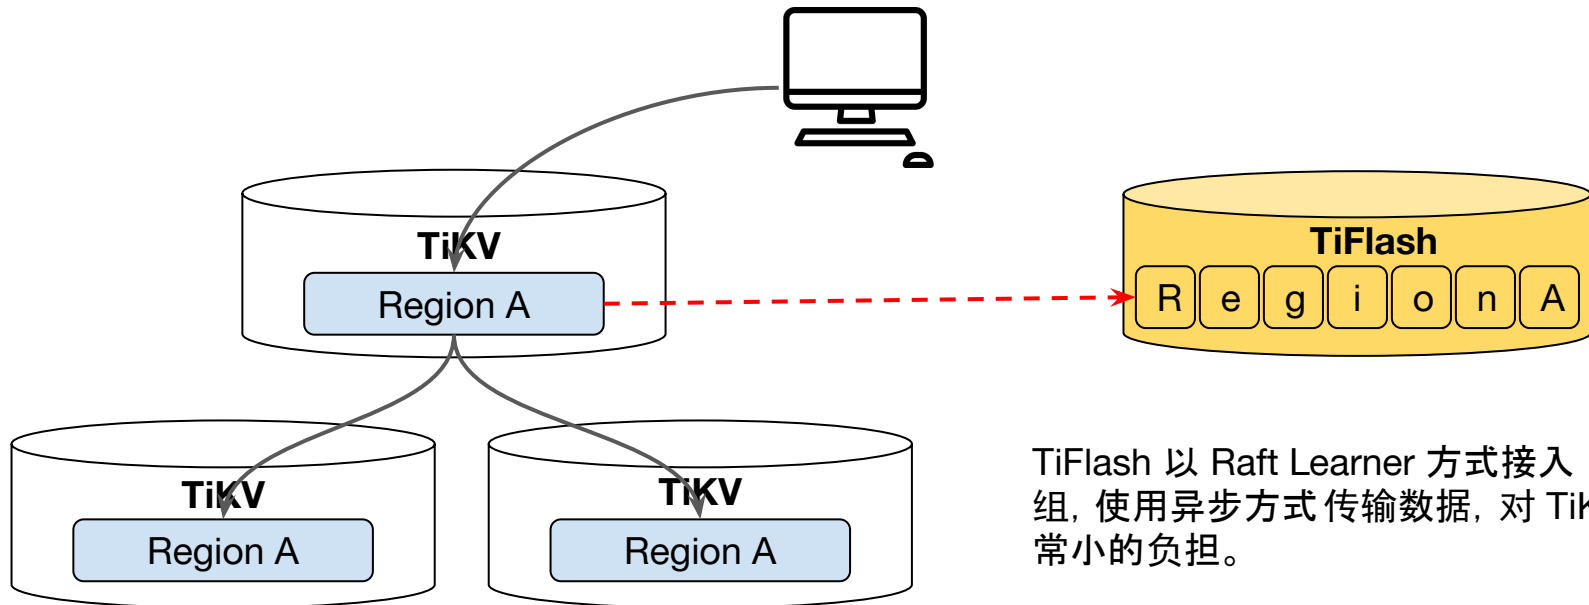 TiKV
Region A
TiFlash
R e g i o n A
TiKV
Region A
TiKV
Region A
TiFlash 以 Raft Learner 方式接入
组, 使用异步方式传输数据, 对
常小的负担。